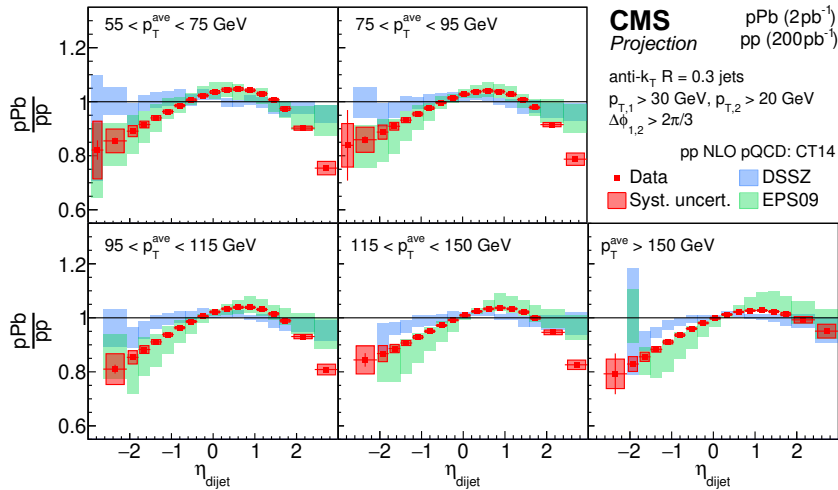 55 < p_T^ave < 75 GeV
75 < p_T^ave < 95 GeV
CMS
Projection
pPb (2pb⁻¹)
pp (200pb⁻¹)
anti-k_T R = 0.3 jets
p_T,1 > 30 GeV, p_T,2 > 20 GeV
Δϕ_1,2 > 2π/3
pp NLO pQCD: CT14
Data
DSSZ
Syst. uncert.
EPS09
pPb
pp
1.2
1
0.8
0.6
95 < p_T^ave < 115 GeV
115 < p_T^ave < 150 GeV
p_T^ave > 150 GeV
pPb
pp
1.2
1
0.8
0.6
−2 −1 0 1 2
−2 −1 0 1 2
−2 −1 0 1 2
η_dijet
η_dijet
η_dijet